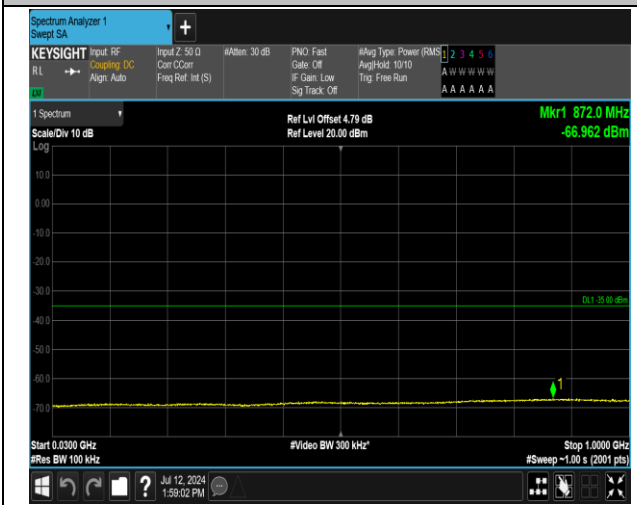 Spectrum Analyzer 1
Swept SA
+
KEYSIGHT
RL
LXI
Input: RF
Coupling: DC
Align: Auto
Input Z: 50 Ω
Corr CCorr
Freq Ref: Int (S)
#Atten: 30 dB
PNO: Fast
Gate: Off
IF Gain: Low
Sig Track: Off
#Avg Type: Power (RMS
Avg|Hold: 10/10
Trig: Free Run
1 2 3 4 5 6
A W W W W W
A A A A A A
1 Spectrum
Scale/Div 10 dB
Log
Ref Lvl Offset 4.79 dB
Ref Level 20.00 dBm
Mkr1 872.0 MHz
-66.962 dBm
10.0
0.00
-10.0
-20.0
-30.0
DL1 -35.00 dBm
-40.0
-50.0
-60.0
1
-70.0
Start 0.0300 GHz
#Res BW 100 kHz
#Video BW 300 kHz*
Stop 1.0000 GHz
#Sweep ~1.00 s (2001 pts)
?
Jul 12, 2024
1:59:02 PM